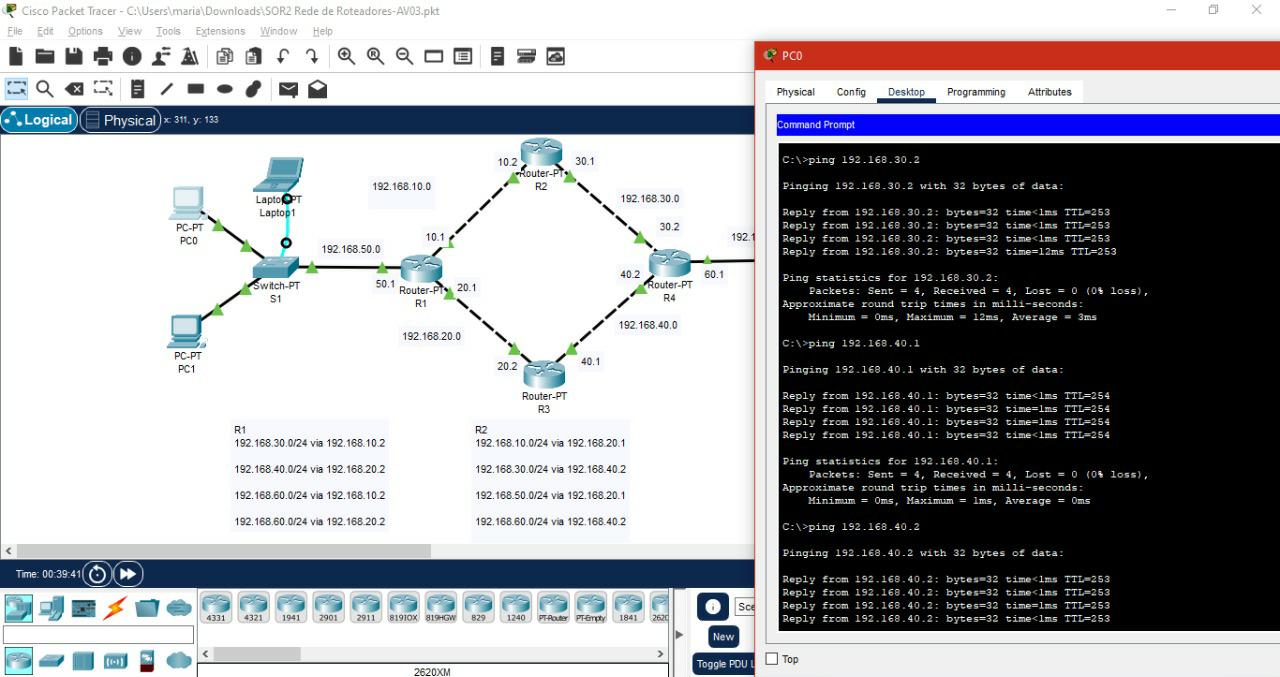 Cisco Packet Tracer - C:\Users\maria\Downloads\SOR2 Rede de Roteadores-AV03.pkt
File Edit Options View Tools Extensions Window Help
Logical Physical x: 311, y: 133
192.168.10.0
10.2 30.1
Router-PT
R2
192.168.30.0
30.2
Laptop-PT
Laptop1
PC-PT
PC0
192.168.50.0
10.1
192.1
Switch-PT
S1
50.1
Router-PT
R1
20.1
40.2
Router-PT
R4
60.1
192.168.20.0
192.168.40.0
PC-PT
PC1
20.2
40.1
Router-PT
R3
R1
192.168.30.0/24 via 192.168.10.2
192.168.40.0/24 via 192.168.20.2
192.168.60.0/24 via 192.168.10.2
192.168.60.0/24 via 192.168.20.2
R2
192.168.10.0/24 via 192.168.20.1
192.168.30.0/24 via 192.168.40.2
192.168.50.0/24 via 192.168.20.1
192.168.60.0/24 via 192.168.40.2
Time: 00:39:41
4331 4321 1941 2901 2911 819IOX 819HGW 829 1240 PT-Router PT-Empty 1841 262
2620XM
Sce
New
Toggle PDU L
PC0
Physical Config Desktop Programming Attributes
Command Prompt
C:\>ping 192.168.30.2
Pinging 192.168.30.2 with 32 bytes of data:
Reply from 192.168.30.2: bytes=32 time<1ms TTL=253
Reply from 192.168.30.2: bytes=32 time<1ms TTL=253
Reply from 192.168.30.2: bytes=32 time<1ms TTL=253
Reply from 192.168.30.2: bytes=32 time=12ms TTL=253
Ping statistics for 192.168.30.2:
Packets: Sent = 4, Received = 4, Lost = 0 (0% loss),
Approximate round trip times in milli-seconds:
Minimum = 0ms, Maximum = 12ms, Average = 3ms
C:\>ping 192.168.40.1
Pinging 192.168.40.1 with 32 bytes of data:
Reply from 192.168.40.1: bytes=32 time<1ms TTL=254
Reply from 192.168.40.1: bytes=32 time=1ms TTL=254
Reply from 192.168.40.1: bytes=32 time<1ms TTL=254
Reply from 192.168.40.1: bytes=32 time<1ms TTL=254
Ping statistics for 192.168.40.1:
Packets: Sent = 4, Received = 4, Lost = 0 (0% loss),
Approximate round trip times in milli-seconds:
Minimum = 0ms, Maximum = 1ms, Average = 0ms
C:\>ping 192.168.40.2
Pinging 192.168.40.2 with 32 bytes of data:
Reply from 192.168.40.2: bytes=32 time<1ms TTL=253
Reply from 192.168.40.2: bytes=32 time<1ms TTL=253
Reply from 192.168.40.2: bytes=32 time=2ms TTL=253
Reply from 192.168.40.2: bytes=32 time<1ms TTL=253
Top